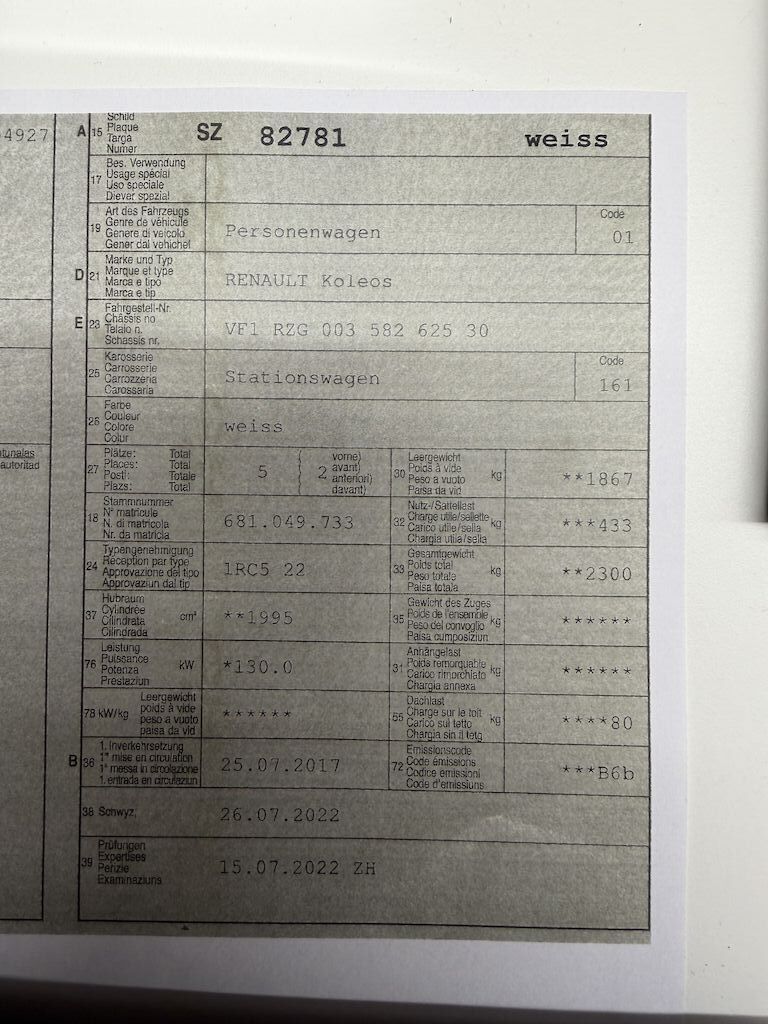 4927
A 15 Schild
Plaque
Targa
Numer
SZ 82781 weiss
17 Bes. Verwendung
Usage spécial
Uso speciale
Diever spezial
19 Art des Fahrzeugs
Genre de véhicule
Genere di veicolo
Gener dal vehichel
Personenwagen
Code
01
D 21 Marke und Typ
Marque et type
Marca e tipo
Marca e tip
RENAULT Koleos
E 23 Fahrgestell-Nr.
Châssis no
Telaio n.
Schassis nr.
VF1 RZG 003 582 625 30
25 Karosserie
Carrosserie
Carrozzeria
Carossaria
Stationswagen
Code
161
26 Farbe
Couleur
Colore
Colur
weiss
tunales
autoritad
27 Plätze: Total
Places: Total
Posti: Totale
Plazs: Total
5 2 vorne)
avant)
anteriori)
davant)
30 Leergewicht
Poids à vide
Peso a vuoto
Paisa da vid
kg
**1867
18 Stammnummer
N° matricule
N. di matricola
Nr. da matricla
681.049.733
32 Nutz-/Sattellast
Charge utile/sellette
Carico utile/sella
Chargia utila/sella
kg
***433
24 Typengenehmigung
Réception par type
Approvazione del tipo
Approvaziun dal tip
1RC5 22
33 Gesamtgewicht
Poids total
Peso totale
Paisa totala
kg
**2300
37 Hubraum
Cylindrée
Cilindrata
Cilindrada
cm³
**1995
35 Gewicht des Zuges
Poids de l'ensemble
Peso del convoglio
Paisa cumposiziun
kg
******
76 Leistung
Puissance
Potenza
Prestaziun
kW
*130.0
31 Anhängelast
Poids remorquable
Carico rimorchiato
Chargia annexa
kg
******
78 kW/kg Leergewicht
poids à vide
peso a vuoto
paisa da vid
******
55 Dachlast
Charge sur le toit
Carico sul tetto
Chargia sin il tetg
kg
****80
B 36 1. Inverkehrsetzung
1re mise en circulation
1a messa in circolazione
1. entrada en circulaziun
25.07.2017
72 Emissionscode
Code émissions
Codice emissioni
Code d'emissiuns
***B6b
38 Schwyz,
26.07.2022
39 Prüfungen
Expertises
Perizie
Examinaziuns
15.07.2022 ZH